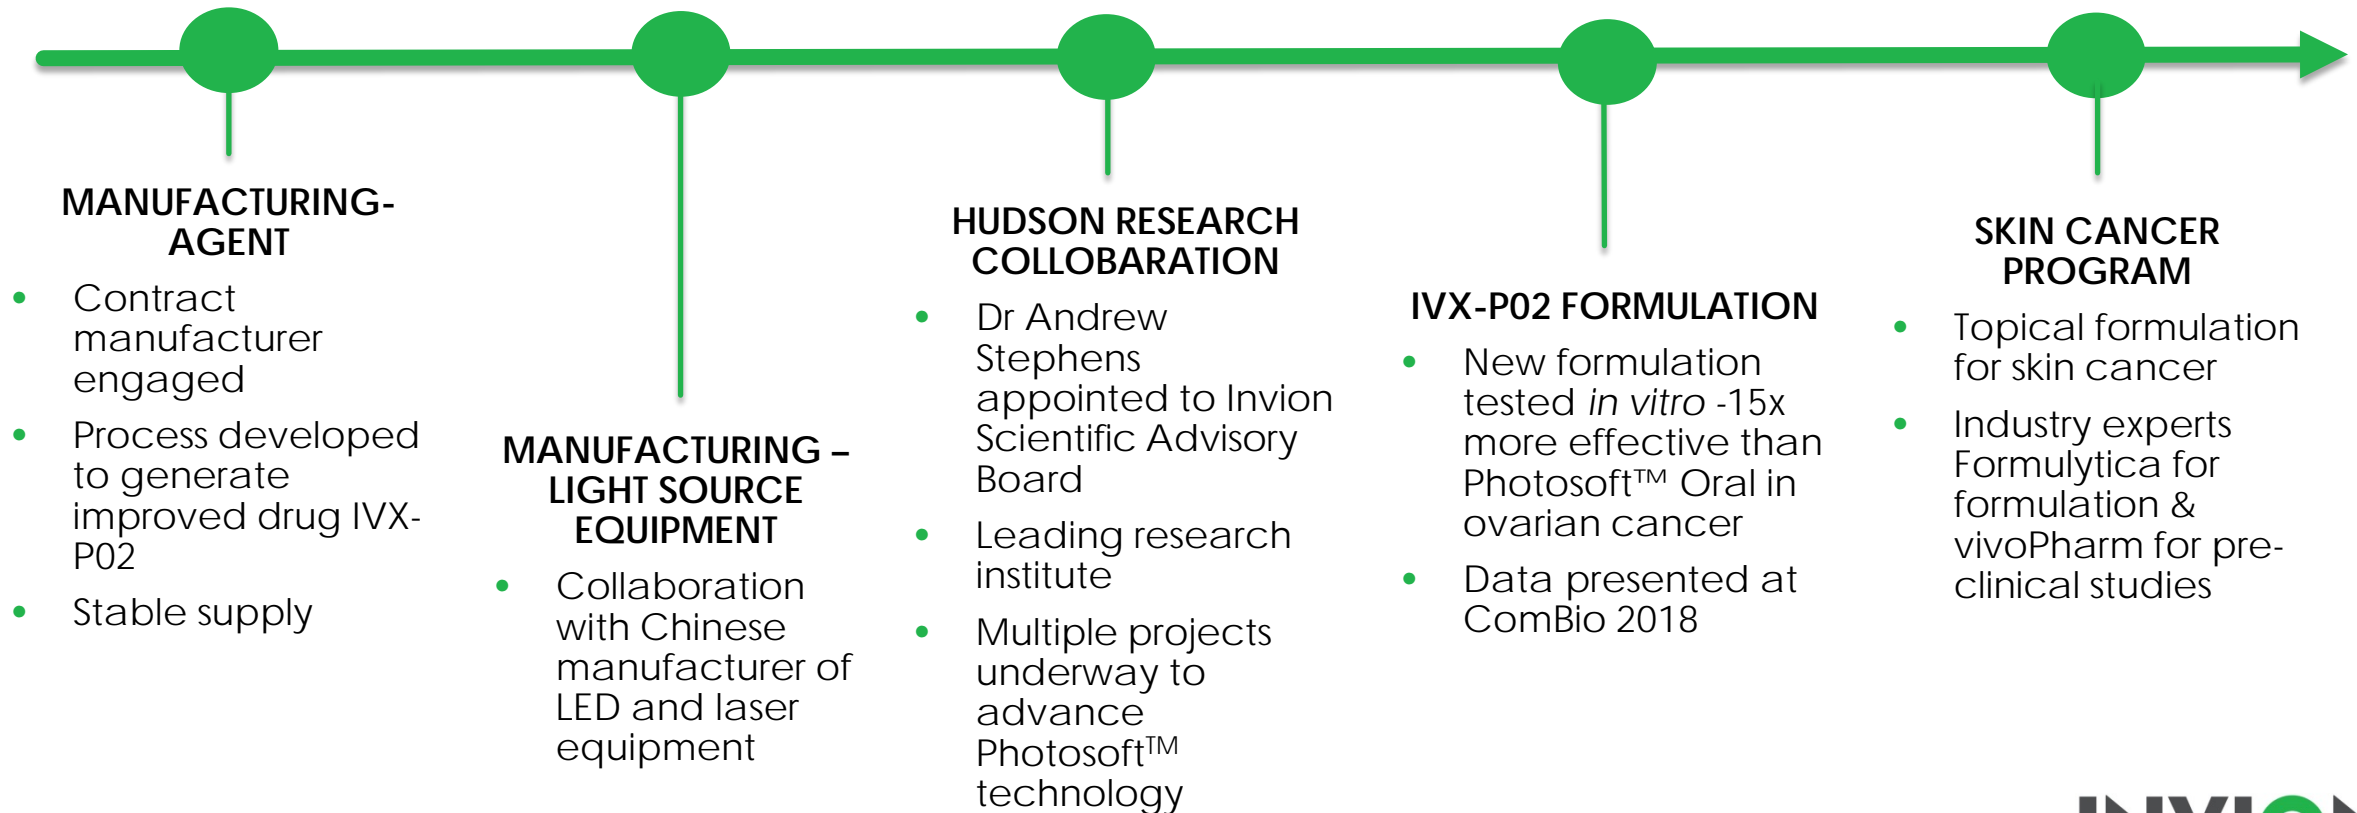 MANUFACTURING-
AGENT
• Contract
manufacturer
engaged
• Process developed
to generate
improved drug IVX-
P02
• Stable supply
MANUFACTURING –
LIGHT SOURCE
EQUIPMENT
• Collaboration
with Chinese
manufacturer of
LED and laser
equipment
HUDSON RESEARCH
COLLOBARATION
• Dr Andrew
Stephens
appointed to Invion
Scientific Advisory
Board
• Leading research
institute
• Multiple projects
underway to
advance
Photosoft™
technology
IVX-P02 FORMULATION
• New formulation
tested in vitro -15x
more effective than
Photosoft™ Oral in
ovarian cancer
• Data presented at
ComBio 2018
SKIN CANCER
PROGRAM
• Topical formulation
for skin cancer
• Industry experts
Formulytica for
formulation &
vivoPharm for pre-
clinical studies